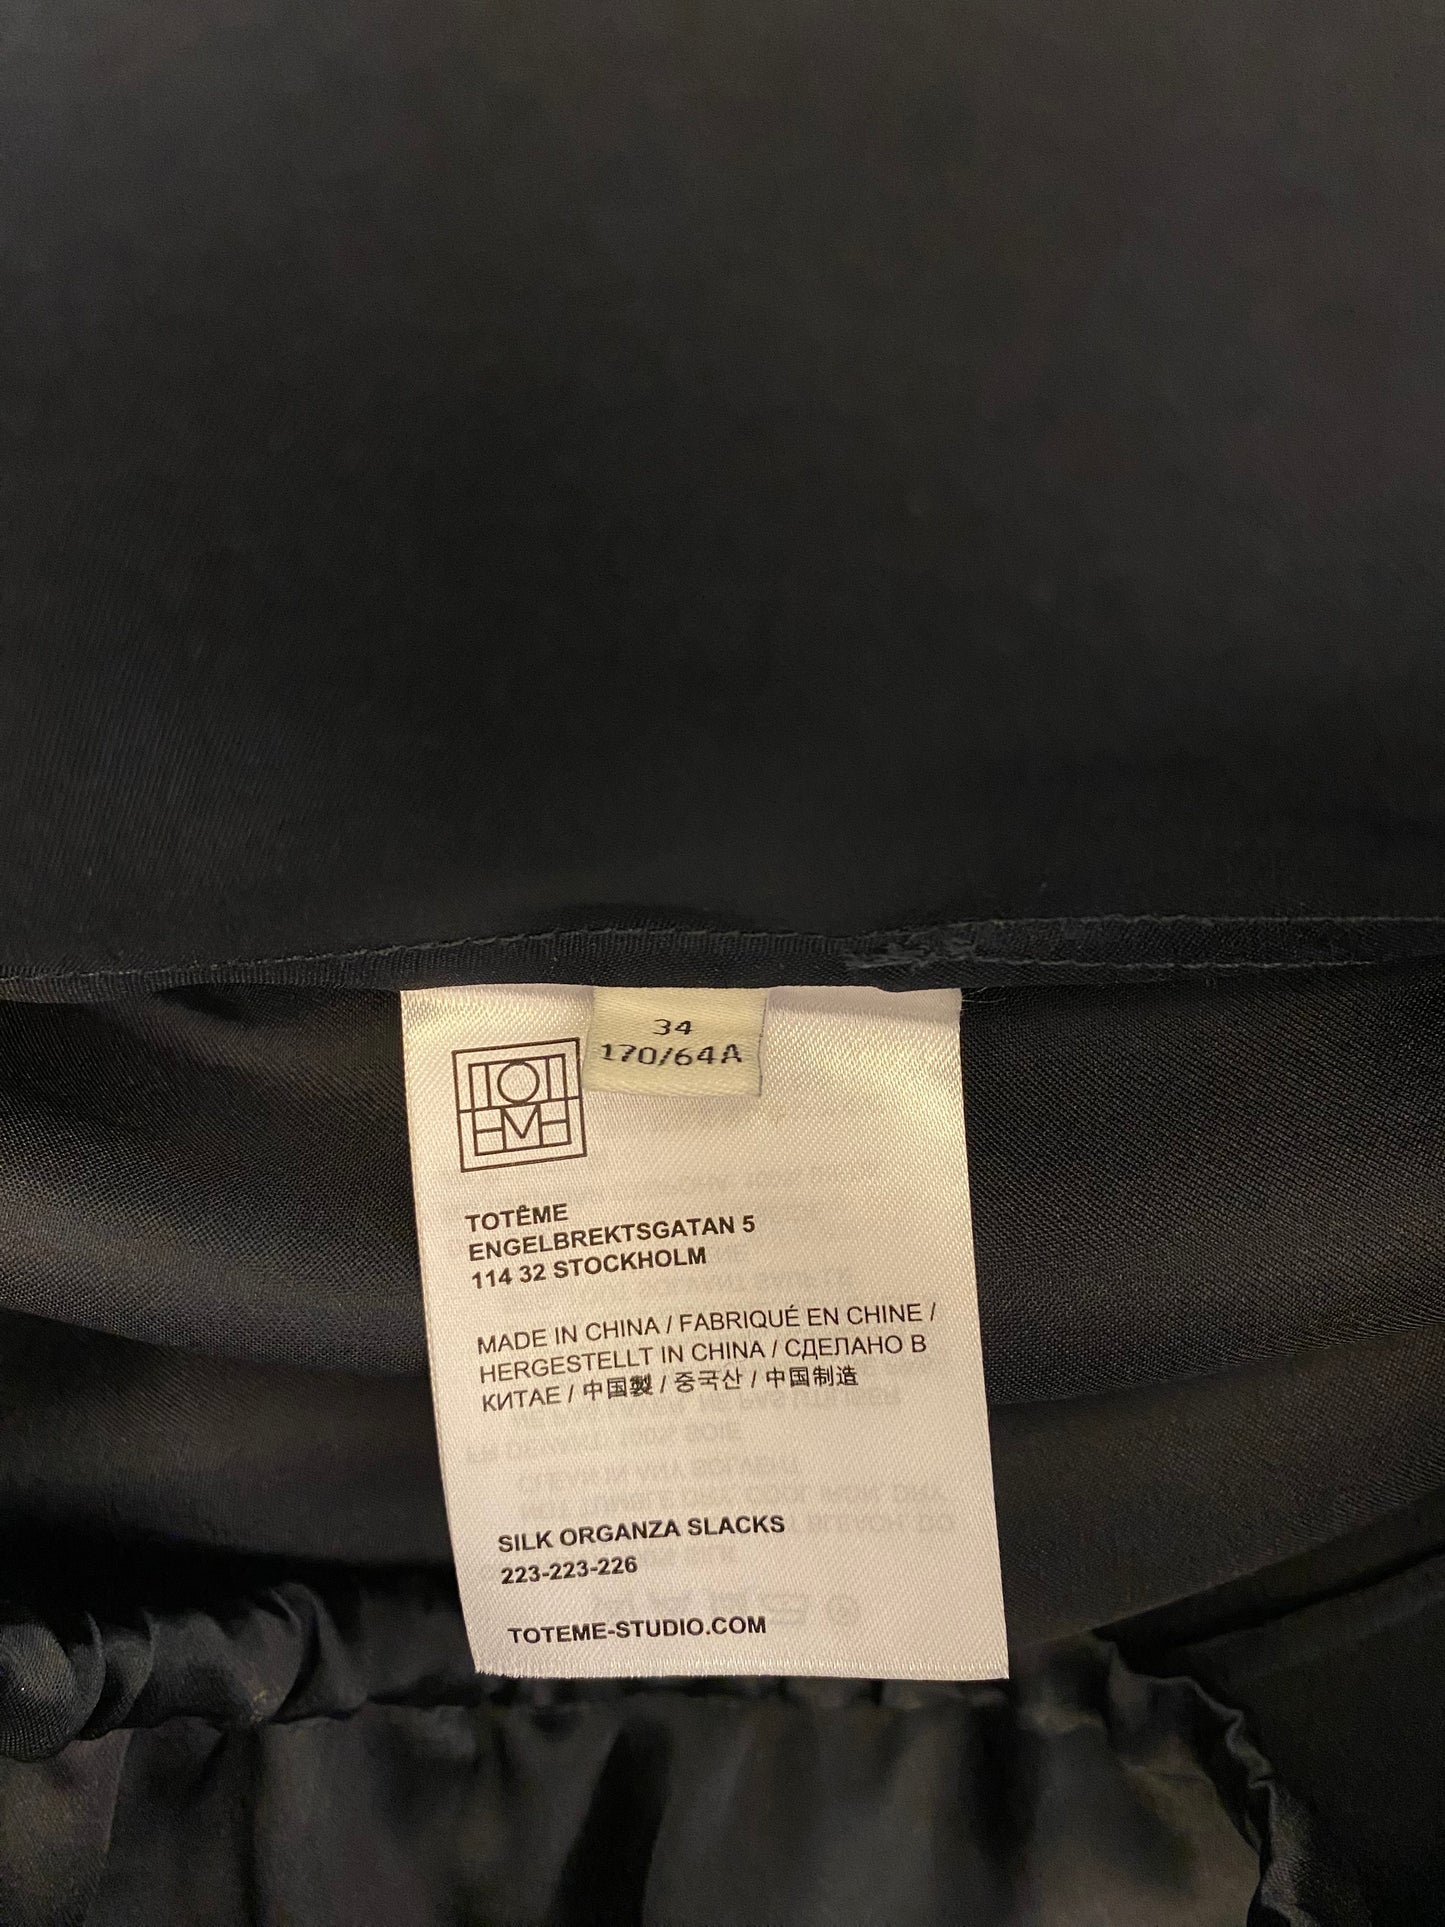 34
170/64A
TOTÊME
ENGELBREKTSGATAN 5
114 32 STOCKHOLM
MADE IN CHINA / FABRIQUÉ EN CHINE /
HERGESTELLT IN CHINA / СДЕЛАНО В
КИТАЕ / 中国製 / 중국산 / 中国制造
SILK ORGANZA SLACKS
223-223-226
TOTEME-STUDIO.COM